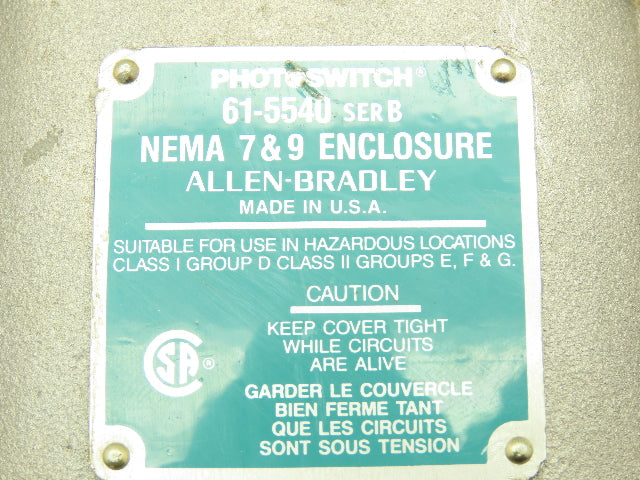 PHOTOSWITCH®
61-5540 SER B
NEMA 7 & 9 ENCLOSURE
ALLEN-BRADLEY
MADE IN U.S.A.
SUITABLE FOR USE IN HAZARDOUS LOCATIONS
CLASS I GROUP D CLASS II GROUPS E, F & G.
CAUTION
KEEP COVER TIGHT
WHILE CIRCUITS
ARE ALIVE
SA®
GARDER LE COUVERCLE
BIEN FERME TANT
QUE LES CIRCUITS
SONT SOUS TENSION